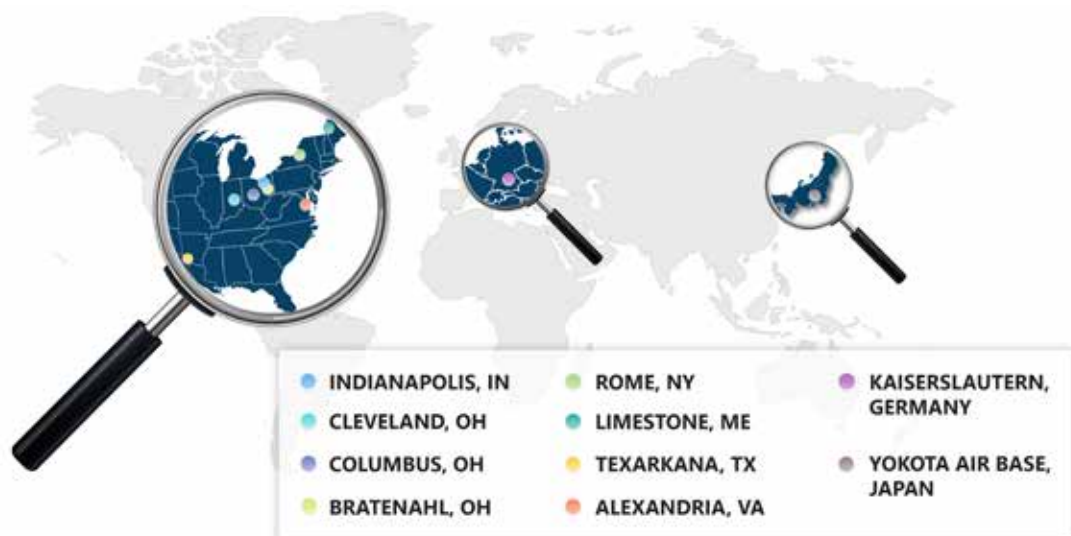 INDIANAPOLIS, IN
CLEVELAND, OH
COLUMBUS, OH
BRATENAHL, OH
ROME, NY
LIMESTONE, ME
TEXARKANA, TX
ALEXANDRIA, VA
KAISERSLAUTERN,
GERMANY
YOKOTA AIR BASE,
JAPAN